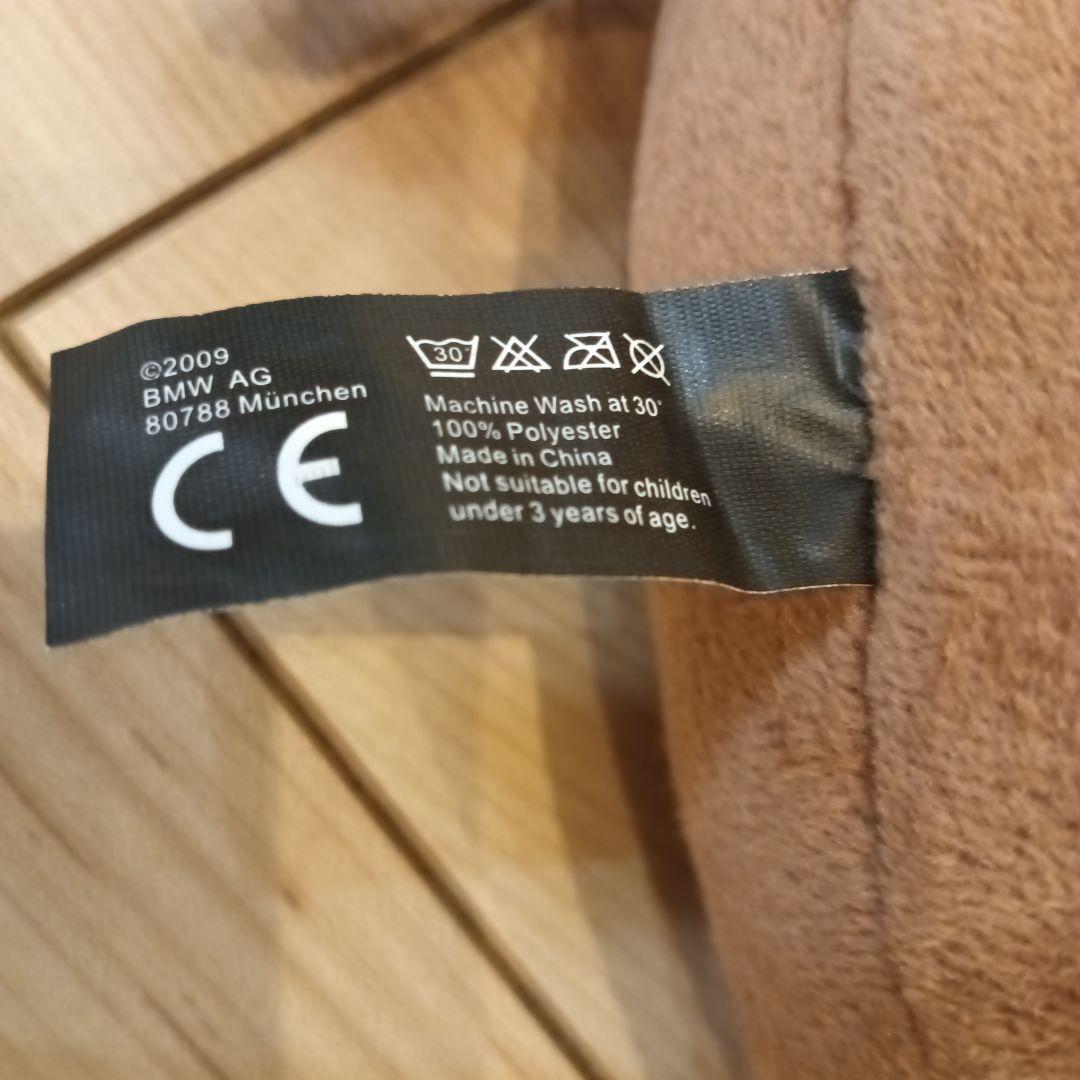 ©2009
BMW AG
80788 München
CE
30°
Machine Wash at 30°
100% Polyester
Made in China
Not suitable for children
under 3 years of age.